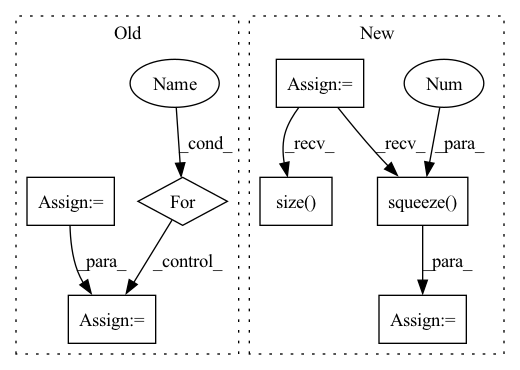 Old
New
Name
Assign:=
Num
_cond_
_recv_
_recv_
_para_
Assign:=
For
size()
squeeze()
_para_
_control_
_para_
Assign:=
Assign:=